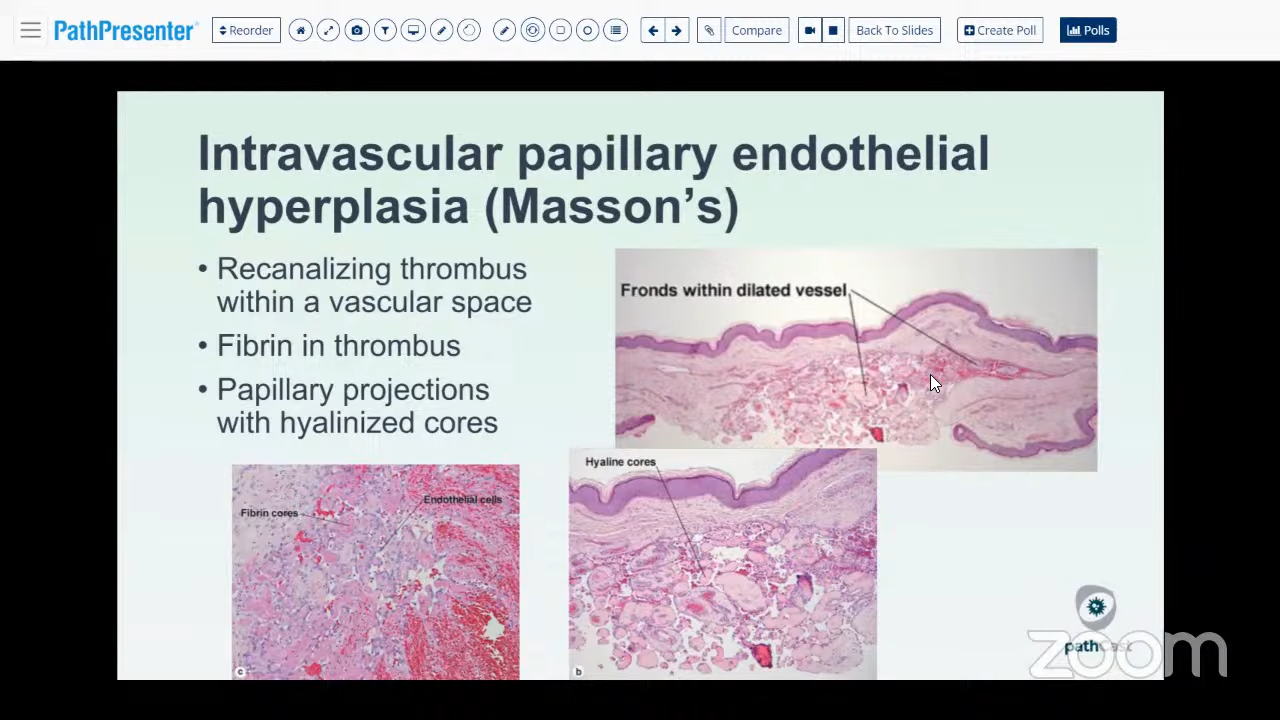 PathPresenter
Reorder
Compare
Back To Slides
Create Poll
Polls
Intravascular papillary endothelial
hyperplasia (Masson's)
• Recanalizing thrombus
within a vascular space
• Fibrin in thrombus
• Papillary projections
with hyalinized cores
Fronds within dilated vessel
Hyaline cores
b
Endothelial cells
Fibrin cores
c
zoom